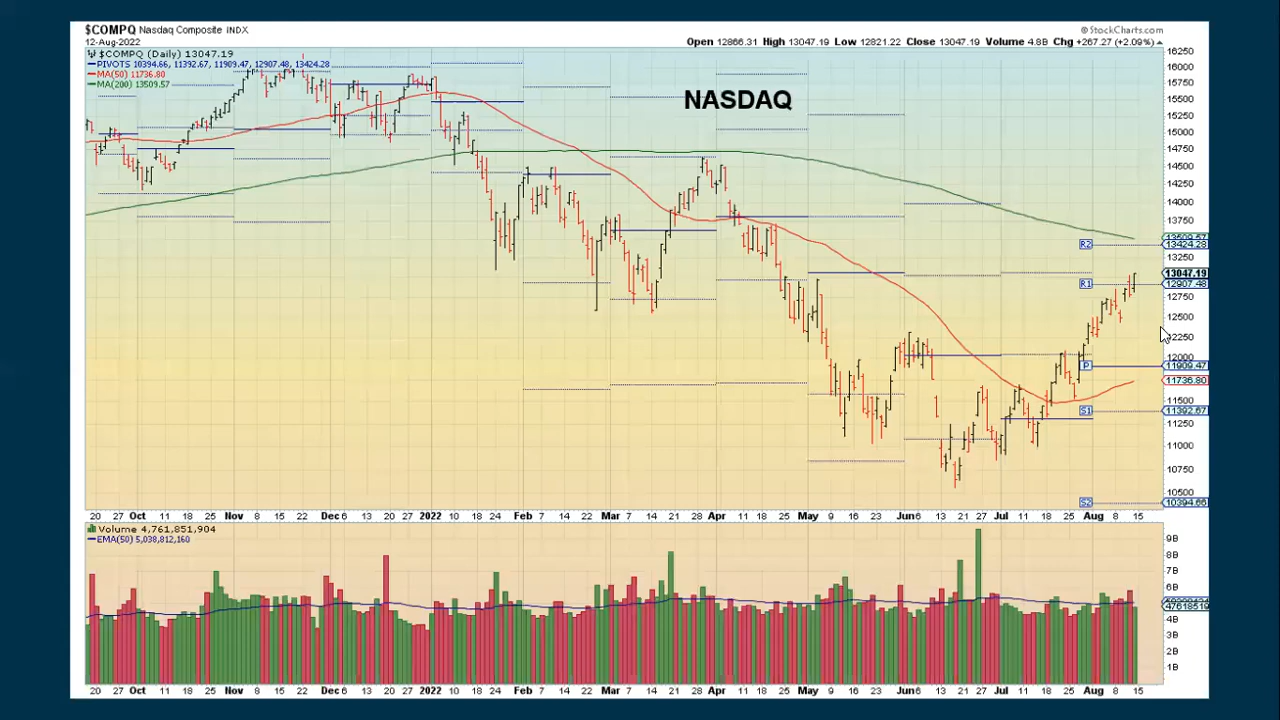 $COMPQ Nasdaq Composite INDX
@StockCharts.com
12-Aug-2022
Open 12866.31 High 13047.19 Low 12821.22 Close 13047.19 Volume 4.8B Chg +267.27 (+2.09%)
$COMPQ (Daily) 13047.19
PIVOTS 10394.66, 11392.67, 11909.47, 12907.48, 13424.28
MA(50) 11736.80
MA(200) 13509.57
NASDAQ
16250
16000
15750
15500
15250
15000
14750
14500
14250
14000
13750
13509.57
R2 13424.28
13250
13047.19
R1 12907.48
12750
12500
12250
12000
P 11909.47
11736.80
11500
S1 11392.67
11250
11000
10750
10500
S2 10394.66
20 27 Oct 11 18 25 Nov 8 15 22 Dec 6 13 20 27 2022 10 18 24 Feb 7 14 22 Mar 7 14 21 28 Apr 11 18 25 May 9 16 23 Jun 6 13 21 27 Jul 11 18 25 Aug 8 15
Volume 4,761,851,904
EMA(50) 5,038,812,160
9B
8B
7B
6B
4B
3B
2B
1B
20 27 Oct 11 18 25 Nov 8 15 22 Dec 6 13 20 27 2022 10 18 24 Feb 7 14 22 Mar 7 14 21 28 Apr 11 18 25 May 9 16 23 Jun 6 13 21 27 Jul 11 18 25 Aug 8 15